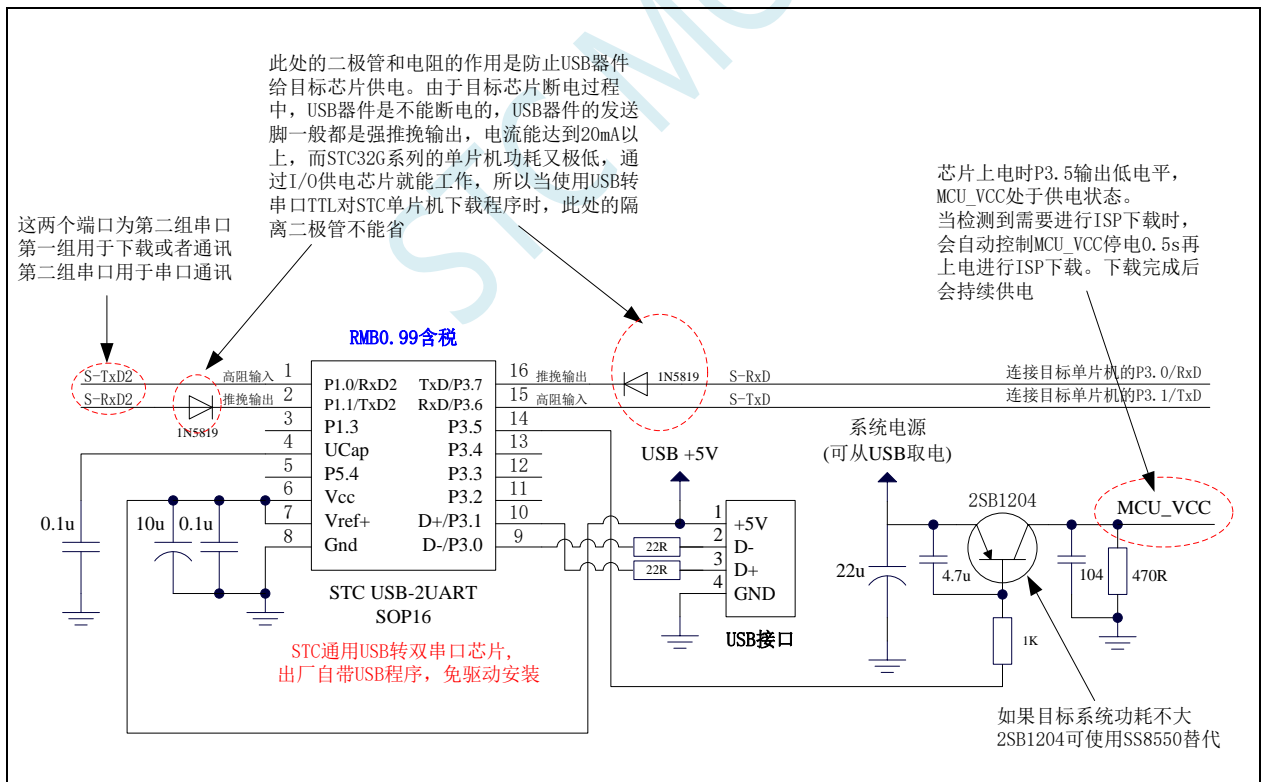 此处的二极管和电阻的作用是防止USB器件
给目标芯片供电。由于目标芯片断电过程
中，USB器件是不能断电的，USB器件的发送
脚一般都是强推挽输出，电流能达到20mA以
上，而STC32G系列的单片机功耗又极低，通
过I/O供电芯片就能工作，所以当使用USB转
串口TTL对STC单片机下载程序时，此处的隔
离二极管不能省
芯片上电时P3.5输出低电平，
MCU_VCC处于供电状态。
当检测到需要进行ISP下载时，
会自动控制MCU_VCC停电0.5s再
上电进行ISP下载。下载完成后
会持续供电
这两个端口为第二组串口
第一组用于下载或者通讯
第二组串口用于串口通讯
STC MC
RMB0.99含税
S-TxD2
高阻输入
1
P1.0/RxD2
TxD/P3.7
16
推挽输出
1N5819
S-RxD
连接目标单片机的P3.0/RxD
S-RxD2
1N5819
推挽输出
2
P1.1/TxD2
RxD/P3.6
15
高阻输入
S-TxD
连接目标单片机的P3.1/TxD
3
P1.3
P3.5
14
4
UCap
P3.4
13
5
P5.4
P3.3
12
6
Vcc
P3.2
11
7
Vref+
D+/P3.1
10
8
Gnd
D-/P3.0
9
0.1u
10u
0.1u
STC USB-2UART
SOP16
STC通用USB转双串口芯片，
出厂自带USB程序，免驱动安装
USB +5V
22R
22R
1
+5V
2
D-
3
D+
4
GND
USB接口
系统电源
(可从USB取电)
2SB1204
MCU_VCC
22u
4.7u
104
470R
1K
如果目标系统功耗不大
2SB1204可使用SS8550替代